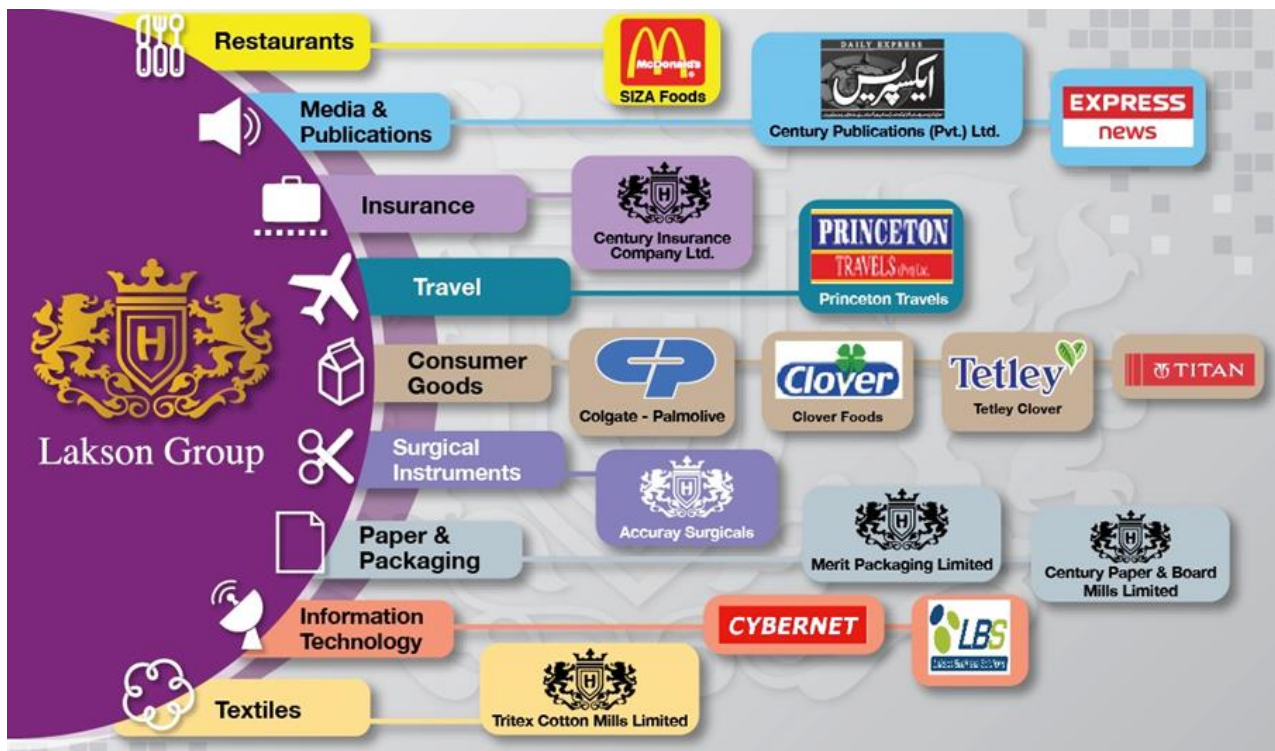 Restaurants
McDonald's
SIZA Foods
Media &
Publications
DAILY EXPRESS
ایکسپریس
Century Publications (Pvt.) Ltd.
EXPRESS
news
Insurance
H
Century Insurance
Company Ltd.
Travel
PRINCETON
TRAVELS (Pvt) Ltd.
Princeton Travels
H
Lakson Group
Consumer
Goods
CP
Colgate - Palmolive
Clover
Clover Foods
Tetley
Tetley Clover
TITAN
Surgical
Instruments
H
Accuray Surgicals
Paper &
Packaging
H
Merit Packaging Limited
H
Century Paper & Board
Mills Limited
Information
Technology
CYBERNET
LBS
Textiles
H
Tritex Cotton Mills Limited